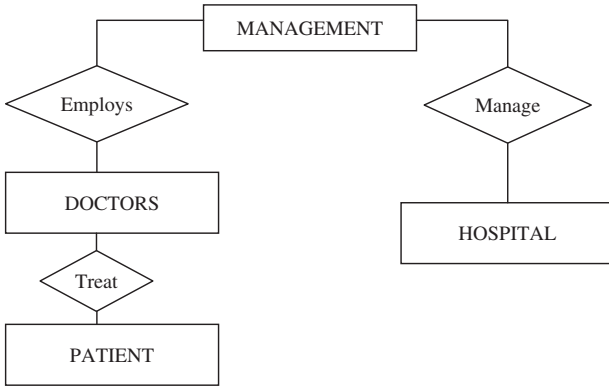 MANAGEMENT
Employs
Manage
DOCTORS
HOSPITAL
Treat
PATIENT